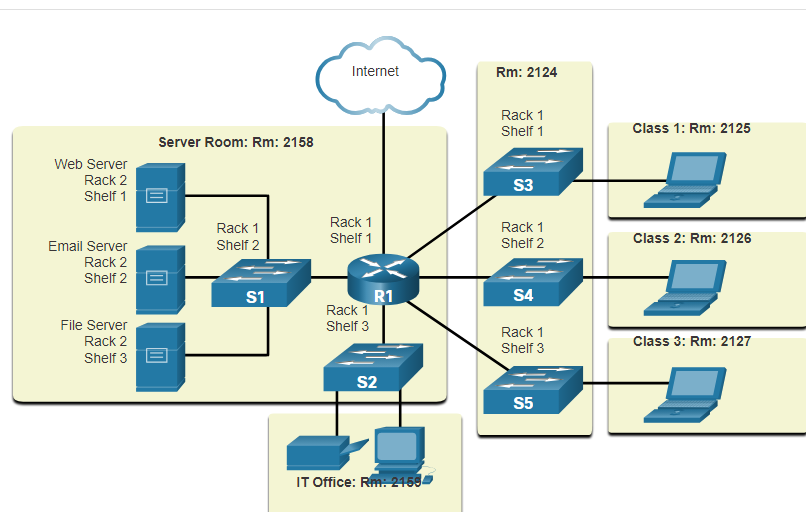 Internet
Rm: 2124
Rack 1
Shelf 1
S3
Class 1: Rm: 2125
Server Room: Rm: 2158
Web Server
Rack 2
Shelf 1
Rack 1
Shelf 2
Rack 1
Shelf 1
Rack 1
Shelf 2
Class 2: Rm: 2126
Email Server
Rack 2
Shelf 2
S1
R1
S4
Rack 1
Shelf 3
File Server
Rack 2
Shelf 3
Rack 1
Shelf 3
Class 3: Rm: 2127
S2
S5
IT Office: Rm: 2159